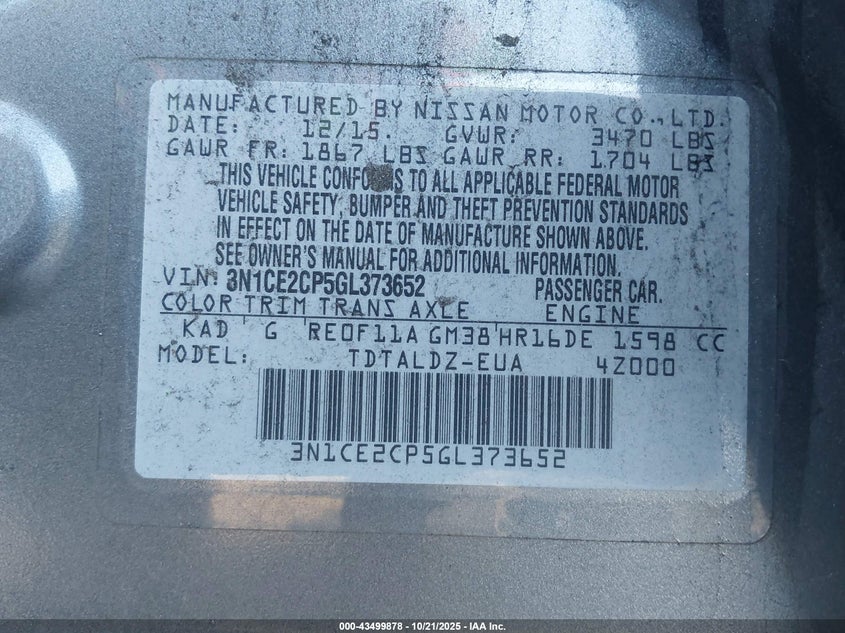 MANUFACTURED BY NISSAN MOTOR CO., LTD.
DATE: 12/15. GVWR: 3470 LBS
GAWR FR: 1867 LBS GAWR RR: 1704 LBS
THIS VEHICLE CONFORMS TO ALL APPLICABLE FEDERAL MOTOR
VEHICLE SAFETY, BUMPER AND THEFT PREVENTION STANDARDS
IN EFFECT ON THE DATE OF MANUFACTURE SHOWN ABOVE.
SEE OWNER'S MANUAL FOR ADDITIONAL INFORMATION.
VIN: 3N1CE2CP5GL373652 PASSENGER CAR.
COLOR TRIM TRANS AXLE ENGINE
KAD G RE0F11A GM38 HR16DE 1598 CC
MODEL: TDTALDZ-EUA 4Z000
3N1CE2CP5GL373652
000-43499878 - 10/21/2025 - IAA Inc.